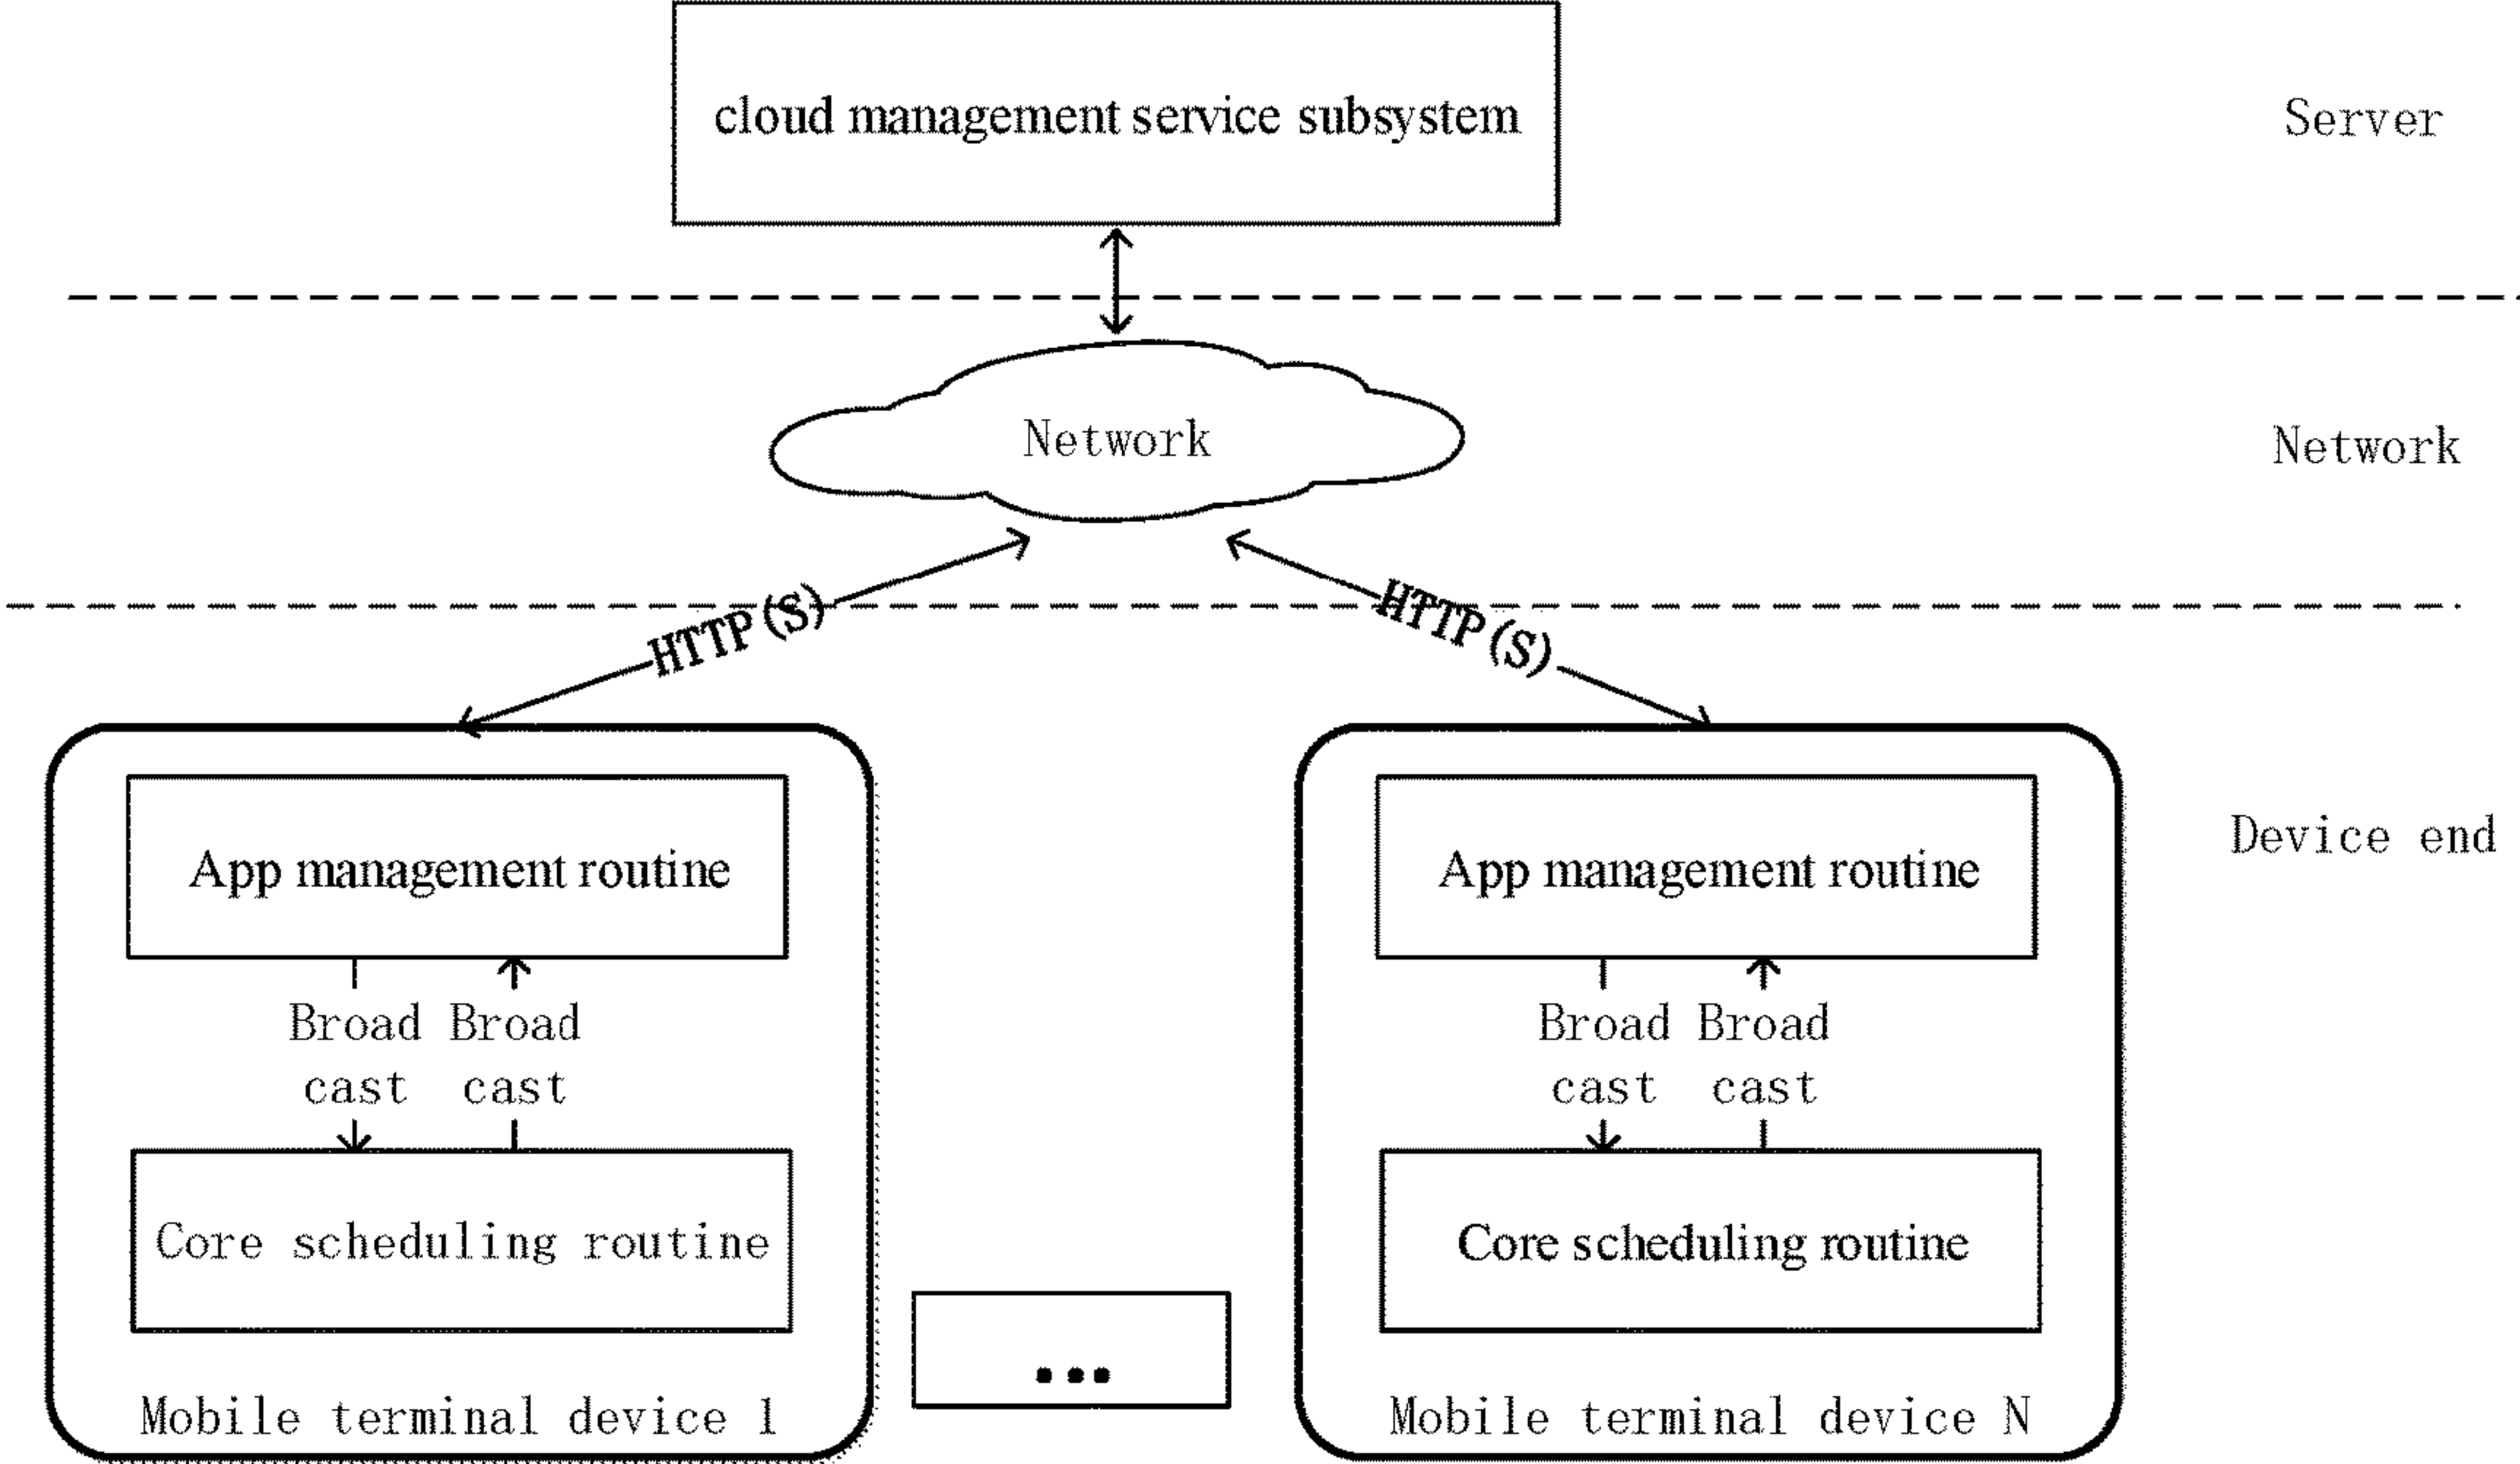 cloud management service subsystem
Server
Network
Network
HTTP(S)
HTTP(S)
App management routine
App management routine
Device end
Broad Broad
cast cast
Broad Broad
cast cast
Core scheduling routine
Core scheduling routine
...
Mobile terminal device 1
Mobile terminal device N